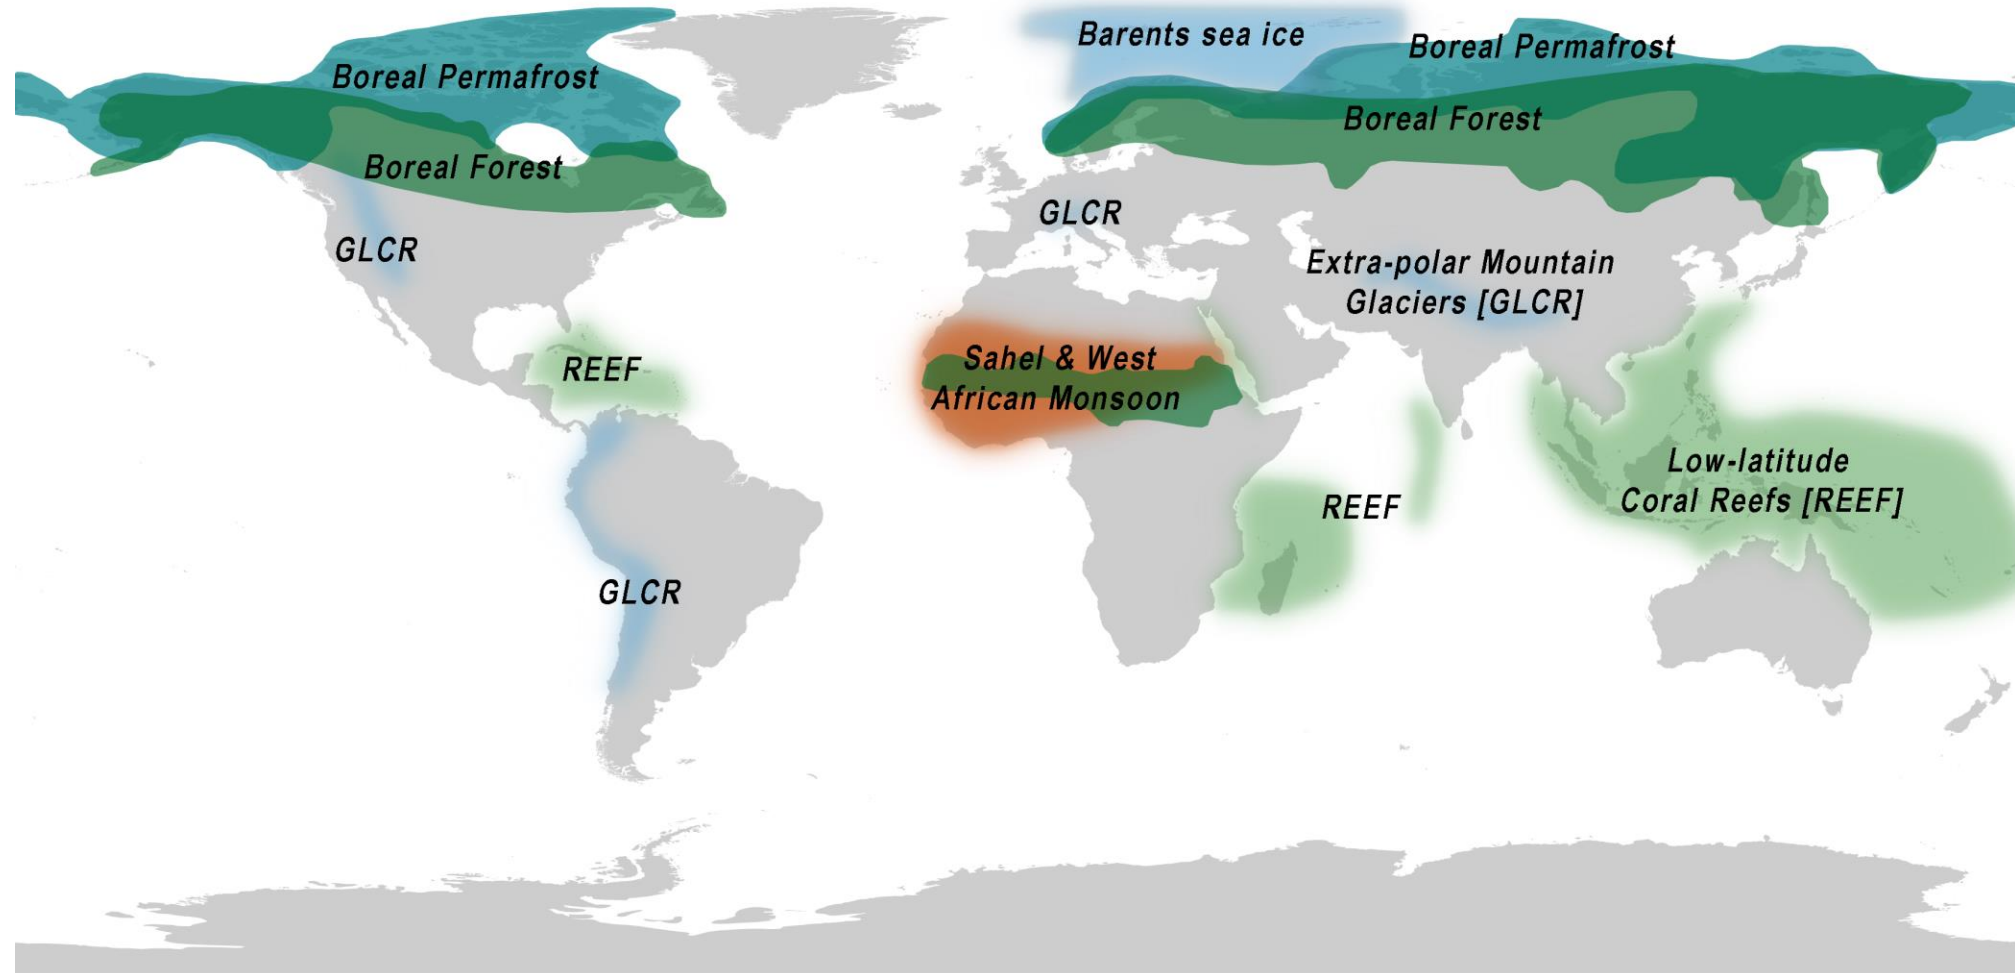 Barents sea ice
Boreal Permafrost
Boreal Permafrost
Boreal Forest
Boreal Forest
GLCR
GLCR
Extra-polar Mountain
Glaciers [GLCR]
REEF
Sahel & West
African Monsoon
Low-latitude
Coral Reefs [REEF]
REEF
GLCR